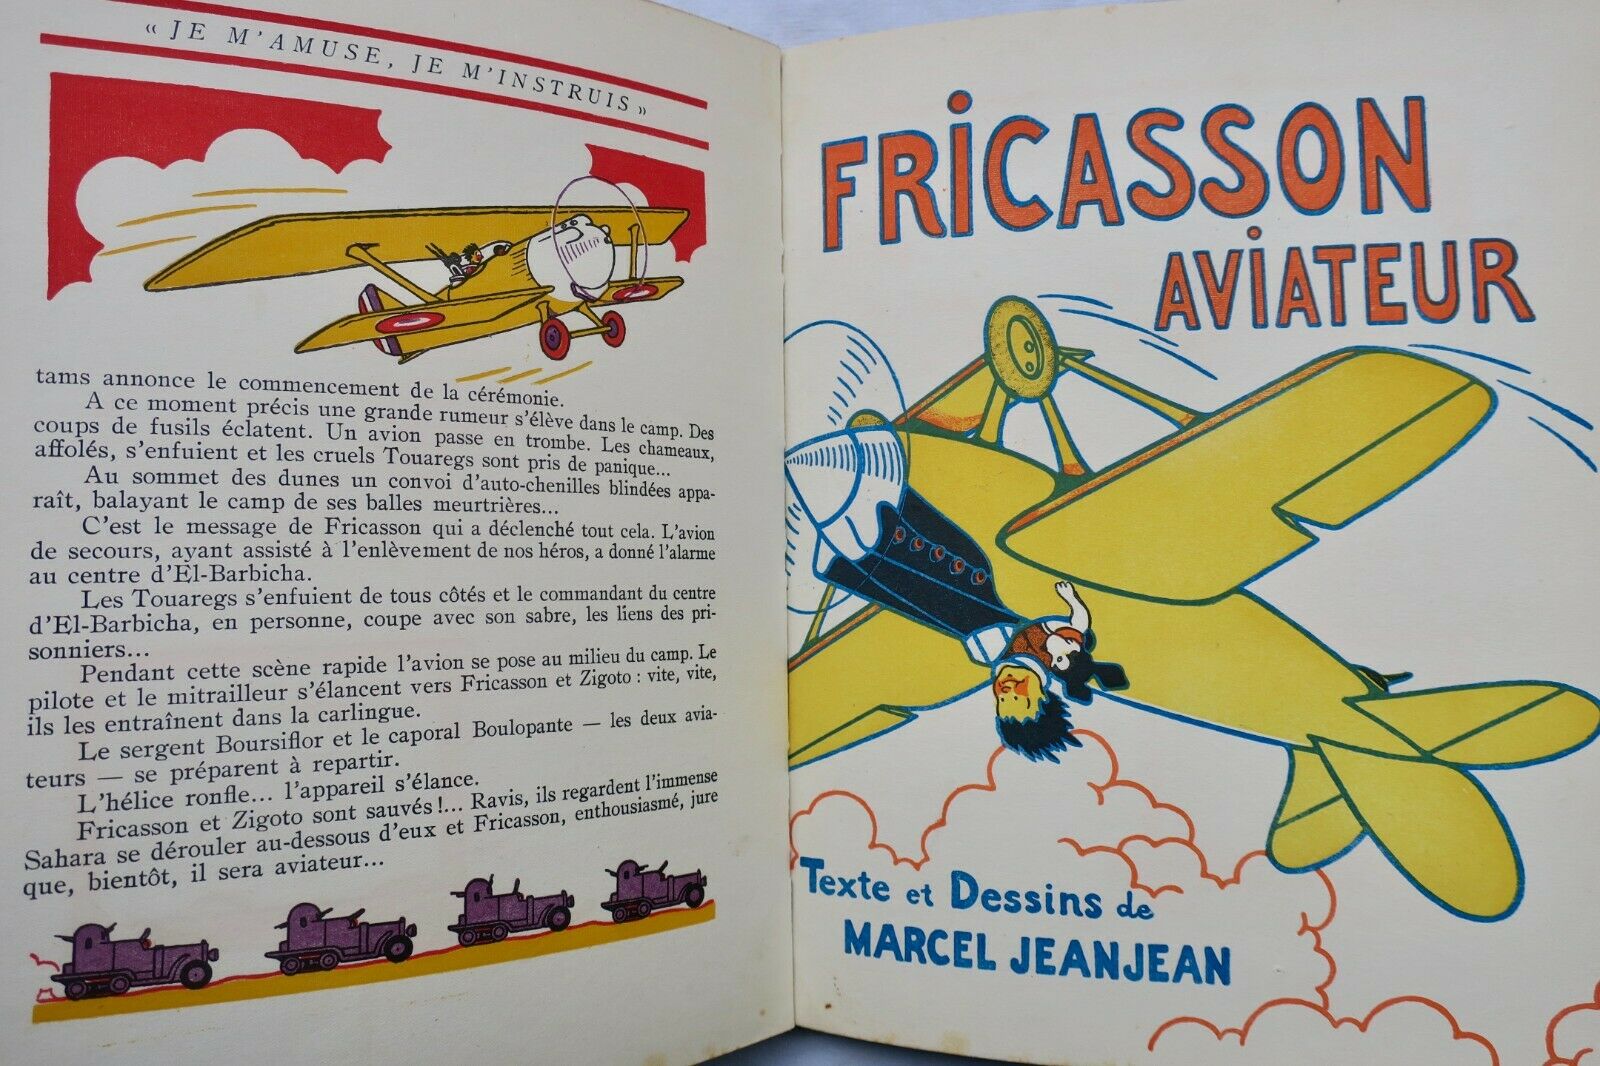 « JE M'AMUSE, JE M'INSTRUIS »
tams annonce le commencement de la cérémonie.
A ce moment précis une grande rumeur s'élève dans le camp. Des
coups de fusils éclatent. Un avion passe en trombe. Les chameaux,
affolés, s'enfuient et les cruels Touaregs sont pris de panique...
Au sommet des dunes un convoi d'auto-chenilles blindées appa-
raît, balayant le camp de ses balles meurtrières...
C'est le message de Fricasson qui a déclenché tout cela. L'avion
de secours, ayant assisté à l'enlèvement de nos héros, a donné l'alarme
au centre d'El-Barbicha.
Les Touaregs s'enfuient de tous côtés et le commandant du centre
d'El-Barbicha, en personne, coupe avec son sabre, les liens des pri-
sonniers...
Pendant cette scène rapide l'avion se pose au milieu du camp. Le
pilote et le mitrailleur s'élancent vers Fricasson et Zigoto : vite, vite,
ils les entraînent dans la carlingue.
Le sergent Boursiflor et le caporal Boulopante — les deux avia-
teurs — se préparent à repartir.
L'hélice ronfle... l'appareil s'élance.
Fricasson et Zigoto sont sauvés !... Ravis, ils regardent l'immense
Sahara se dérouler au-dessous d'eux et Fricasson, enthousiasmé, jure
que, bientôt, il sera aviateur...
FRiCASSON
AViATEUR
Texte et Dessins de
MARCEL JEANJEAN